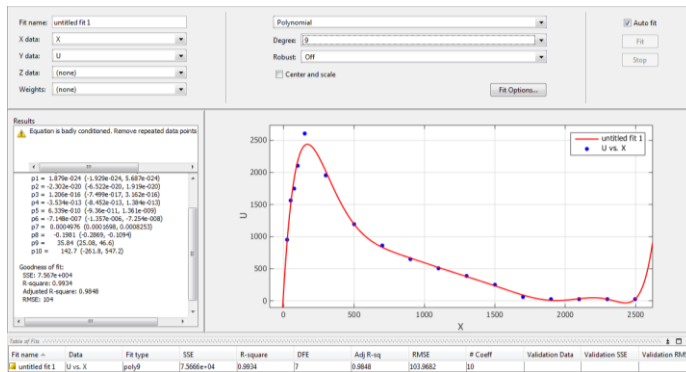 Fit name: untitled fit 1
X data: X
Y data: U
Z data: (none)
Weights: (none)
Polynomial
Degree: 9
Robust: Off
Center and scale
Fit Options...
Auto fit
Fit
Stop
Results
Equation is badly conditioned. Remove repeated data points
p1 = 1.879e-024 (-1.929e-024, 5.687e-024)
p2 = -2.302e-020 (-6.522e-020, 1.919e-020)
p3 = 1.206e-016 (-7.499e-017, 3.162e-016)
p4 = -3.534e-013 (-8.452e-013, 1.384e-013)
p5 = 6.339e-010 (-9.36e-011, 1.361e-009)
p6 = -7.148e-007 (-1.357e-006, -7.254e-008)
p7 = 0.0004976 (0.0001698, 0.0008253)
p8 = -0.1981 (-0.2869, -0.1094)
p9 = 35.84 (25.08, 46.6)
p10 = 142.7 (-261.8, 547.2)
Goodness of fit:
SSE: 7.567e+004
R-square: 0.9934
Adjusted R-square: 0.9848
RMSE: 104
2500
2000
1500
1000
500
0
U
0 500 1000 1500 2000 2500
X
untitled fit 1
U vs. X
Table of Fits
Fit name Data Fit type SSE R-square DFE Adj R-sq RMSE # Coeff Validation Data Validation SSE Validation RMS
untitled fit 1 U vs. X poly9 7.5666e+04 0.9934 7 0.9848 103.9682 10